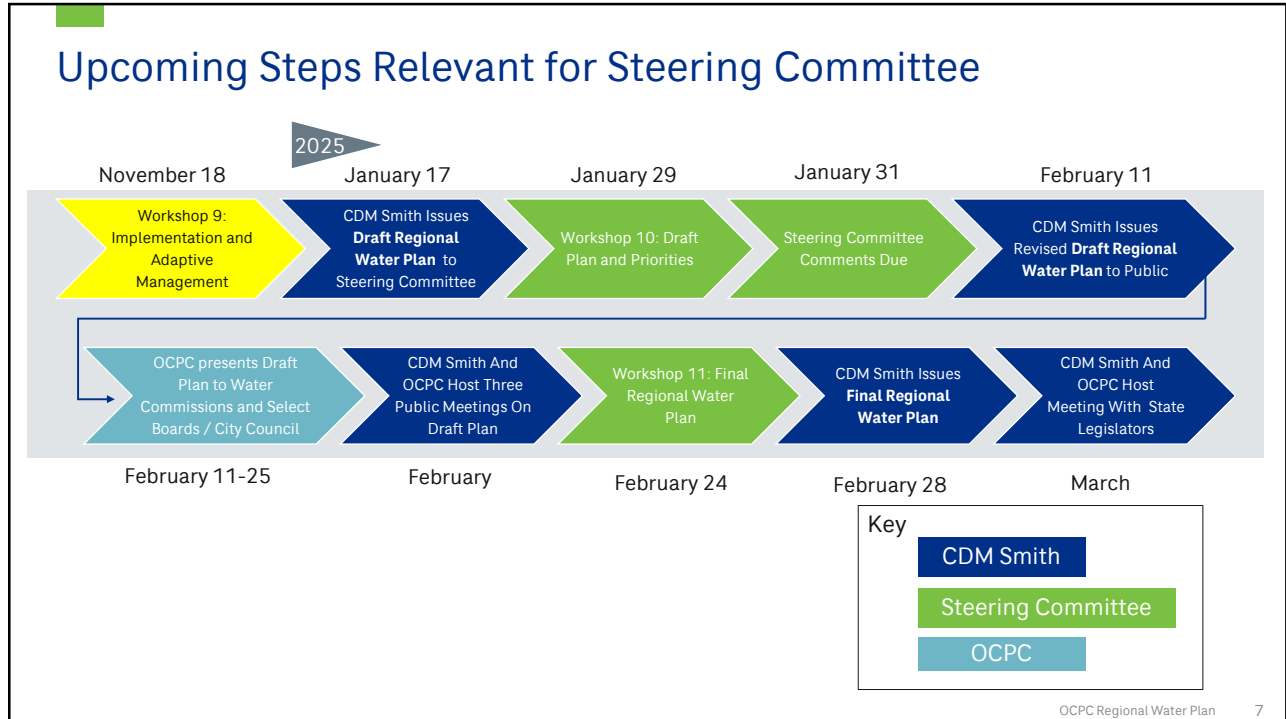 Upcoming Steps Relevant for Steering Committee
2025
November 18
January 17
January 29
January 31
February 11
Workshop 9:
Implementation and
Adaptive
Management
CDM Smith Issues
Draft Regional
Water Plan to
Steering Committee
Workshop 10: Draft
Plan and Priorities
Steering Committee
Comments Due
CDM Smith Issues
Revised Draft Regional
Water Plan to Public
OCPC presents Draft
Plan to Water
Commissions and Select
Boards / City Council
CDM Smith And
OCPC Host Three
Public Meetings On
Draft Plan
Workshop 11: Final
Regional Water
Plan
CDM Smith Issues
Final Regional
Water Plan
CDM Smith And
OCPC Host
Meeting With State
Legislators
February 11-25
February
February 24
February 28
March
Key
CDM Smith
Steering Committee
OCPC
OCPC Regional Water Plan 7